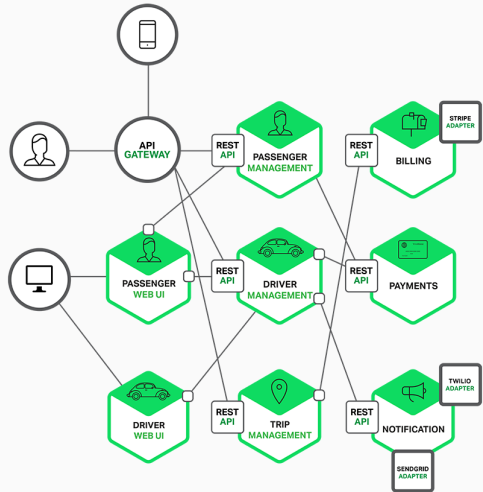 API
GATEWAY
REST
API
PASSENGER
MANAGEMENT
REST
API
BILLING
STRIPE
ADAPTER
PASSENGER
WEB UI
REST
API
DRIVER
MANAGEMENT
REST
API
PAYMENTS
DRIVER
WEB UI
REST
API
TRIP
MANAGEMENT
REST
API
NOTIFICATION
TWILIO
ADAPTER
SENDGRID
ADAPTER